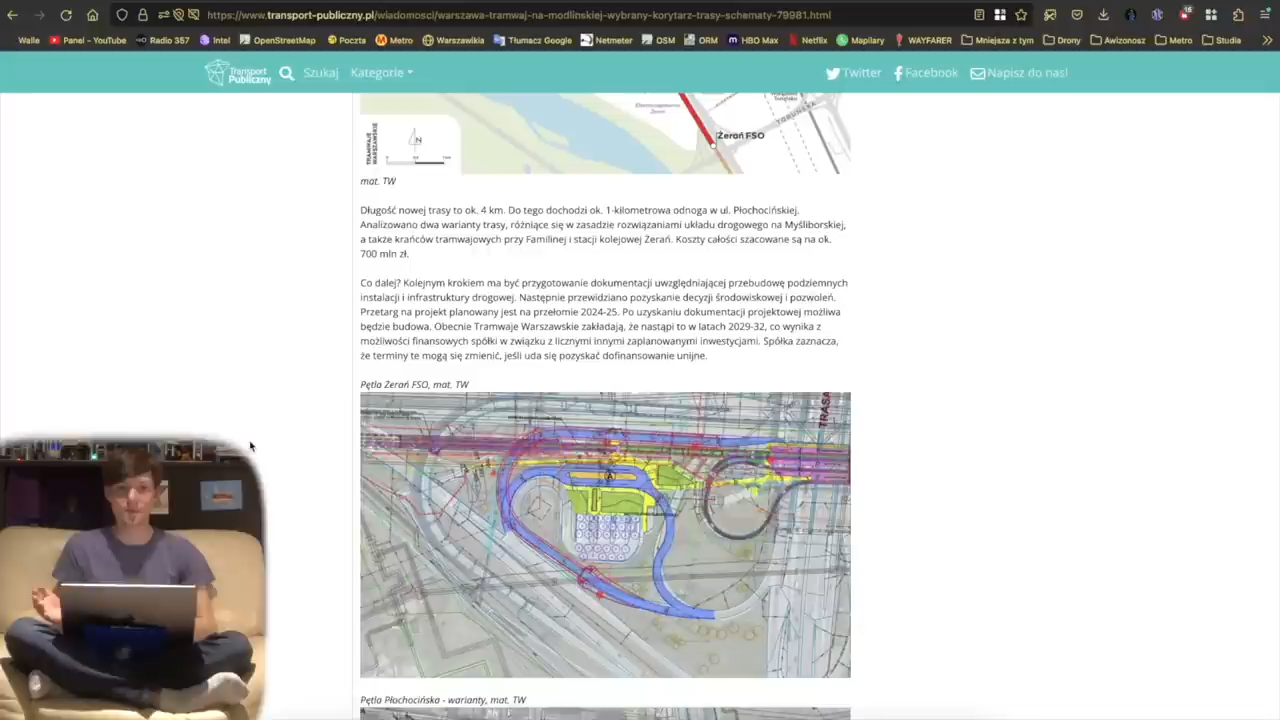 https://www.transport-publiczny.pl/wiadomosci/warszawa-tramwaj-na-modlinskiej-wybrany-korytarz-trasy-schematy-79981.html
Walle Panel - YouTube Radio 357 Intel OpenStreetMap Poczta Metro Warszawikia Tłumacz Google Netmeter OSM ORM HBO Max Netflix Mapilary WAYFARER Mniejsza z tym Drony Awizonosz Metro Studia
Transport Publiczny Szukaj Kategorie Twitter Facebook Napisz do nas!
TORUŃSKA
Żerań FSO
TRAMWAJE WARSZAWSKIE
N
mat. TW
Długość nowej trasy to ok. 4 km. Do tego dochodzi ok. 1-kilometrowa odnoga w ul. Płochocińskiej.
Analizowano dwa warianty trasy, różniące się w zasadzie rozwiązaniami układu drogowego na Myśliborskiej,
a także krańców tramwajowych przy Familinej i stacji kolejowej Żerań. Koszty całości szacowane są na ok.
700 mln zł.
Co dalej? Kolejnym krokiem ma być przygotowanie dokumentacji uwzględniającej przebudowę podziemnych
instalacji i infrastruktury drogowej. Następnie przewidziano pozyskanie decyzji środowiskowej i pozwoleń.
Przetarg na projekt planowany jest na przełomie 2024-25. Po uzyskaniu dokumentacji projektowej możliwa
będzie budowa. Obecnie Tramwaje Warszawskie zakładają, że nastąpi to w latach 2029-32, co wynika z
możliwości finansowych spółki w związku z licznymi innymi zaplanowanymi inwestycjami. Spółka zaznacza,
że terminy te mogą się zmienić, jeśli uda się pozyskać dofinansowanie unijne.
Pętla Żerań FSO, mat. TW
TRASA
Pętla Płochocińska - warianty, mat. TW